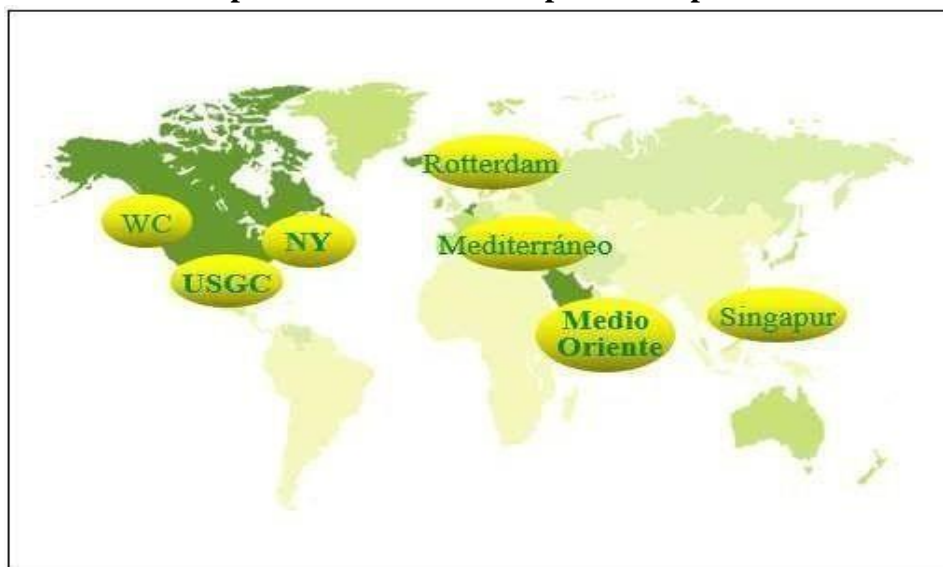 Rotterdam
WC
NY
Mediterráneo
USGC
Medio
Oriente
Singapur